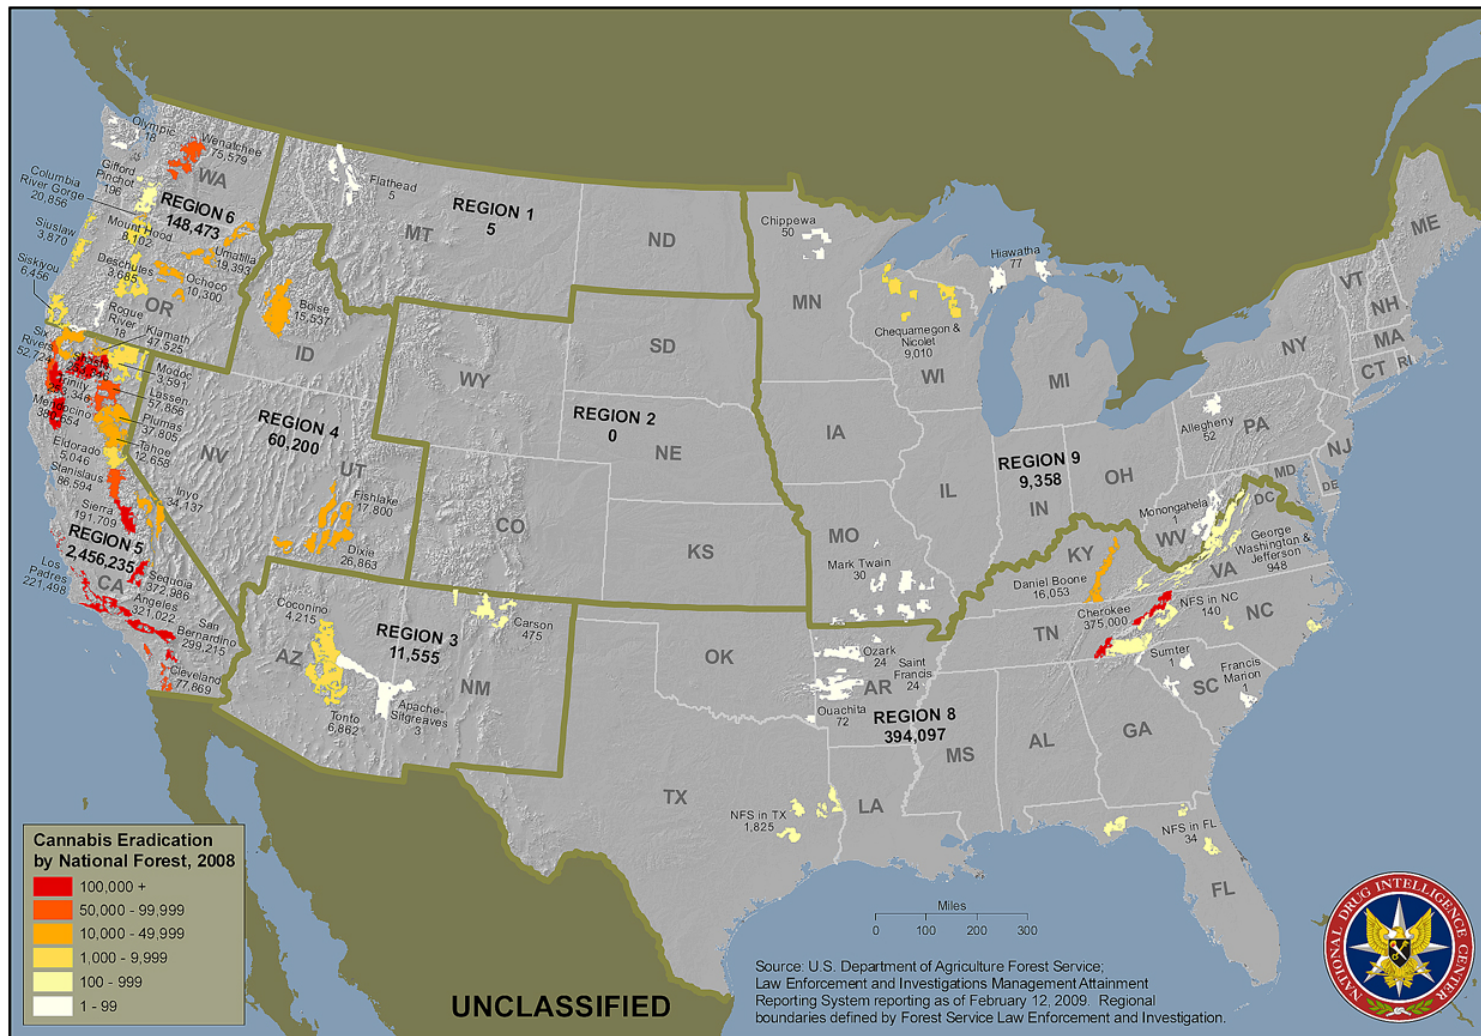 Olympic
18
Wenatchee
75,579
WA
Gifford
Pinchot
196
Columbia
River Gorge
20,856
REGION 6
148,473
Siuslaw
3,870
Mount Hood
8,102
Umatilla
19,393
Deschutes
3,685
Ochoco
10,300
Siskiyou
6,456
OR
Rogue
River
18
Klamath
47,525
Six
Rivers
52,724
Trinity
Modoc
3,591
Lassen
57,856
Mendocino
Plumas
37,805
Tahoe
12,658
Eldorado
5,046
Stanislaus
86,594
Inyo
34,137
Sierra
191,709
REGION 5
2,456,235
Los
Padres
221,498
CA
Sequoia
372,986
Angeles
321,022
San
Bernardino
299,215
Cleveland
77,869
Flathead
5
REGION 1
5
MT
ND
Boise
15,537
ID
WY
SD
REGION 2
0
NE
REGION 4
60,200
NV
UT
Fishlake
17,800
Dixie
26,863
CO
KS
Coconino
4,215
REGION 3
11,555
Carson
475
AZ
NM
Tonto
6,862
Apache-
Sitgreaves
3
Chippewa
50
MN
Hiawatha
77
Chequamegon &
Nicolet
9,010
WI
MI
IA
REGION 9
9,358
IL
IN
OH
MO
Mark Twain
30
ME
VT
NH
NY
MA
CT
RI
Allegheny
52
PA
NJ
MD
DE
DC
Monongahela
1
WV
George
Washington &
Jefferson
948
VA
KY
Daniel Boone
16,053
Cherokee
375,000
NFS in NC
140
NC
TN
OK
Ozark
24
Saint
Francis
24
AR
Ouachita
72
Sumter
1
Francis
Marion
1
SC
REGION 8
394,097
MS
AL
GA
TX
LA
NFS in TX
1,825
NFS in FL
34
FL
Cannabis Eradication
by National Forest, 2008
100,000 +
50,000 - 99,999
10,000 - 49,999
1,000 - 9,999
100 - 999
1 - 99
UNCLASSIFIED
Miles
0 100 200 300
Source: U.S. Department of Agriculture Forest Service;
Law Enforcement and Investigations Management Attainment
Reporting System reporting as of February 12, 2009. Regional
boundaries defined by Forest Service Law Enforcement and Investigation.
NATIONAL DRUG INTELLIGENCE CENTER